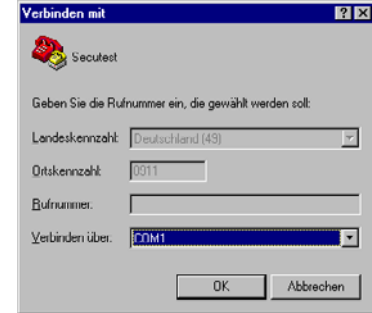 Verbinden mit
Secutest
Geben Sie die Rufnummer ein, die gewählt werden soll:
Landeskennzahl: Deutschland (49)
Ortskennzahl: 0911
Rufnummer:
Verbinden über: COM1
OK Abbrechen